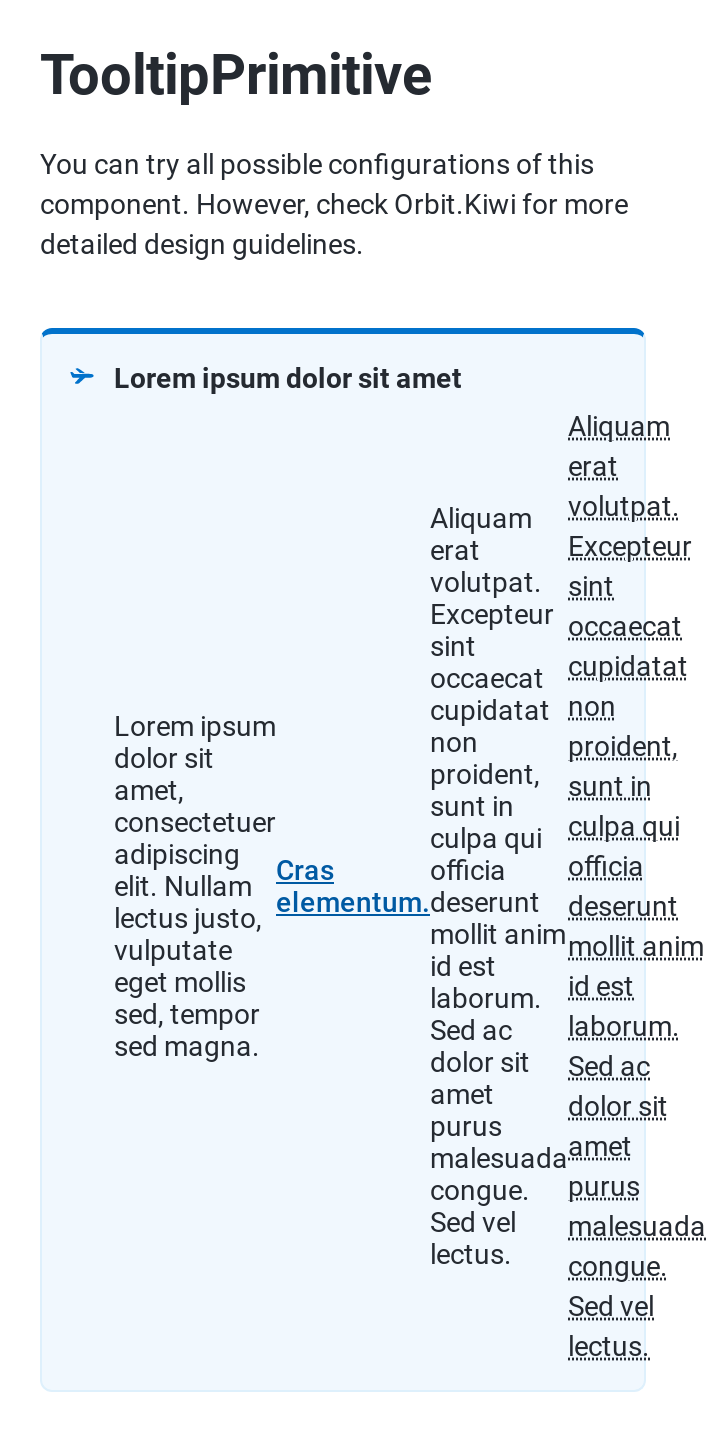 TooltipPrimitive
You can try all possible configurations of this
component. However, check Orbit.Kiwi for more
detailed design guidelines.
Lorem ipsum dolor sit amet
Lorem ipsum
dolor sit
amet,
consectetuer
adipiscing
elit. Nullam
lectus justo,
vulputate
eget mollis
sed, tempor
sed magna.
Cras
elementum.
Aliquam
erat
volutpat.
Excepteur
sint
occaecat
cupidatat
non
proident,
sunt in
culpa qui
officia
deserunt
mollit anim
id est
laborum.
Sed ac
dolor sit
amet
purus
malesuada
congue.
Sed vel
lectus.
Aliquam
erat
volutpat.
Excepteur
sint
occaecat
cupidatat
non
proident,
sunt in
culpa qui
officia
deserunt
mollit anim
id est
laborum.
Sed ac
dolor sit
amet
purus
malesuada
congue.
Sed vel
lectus.